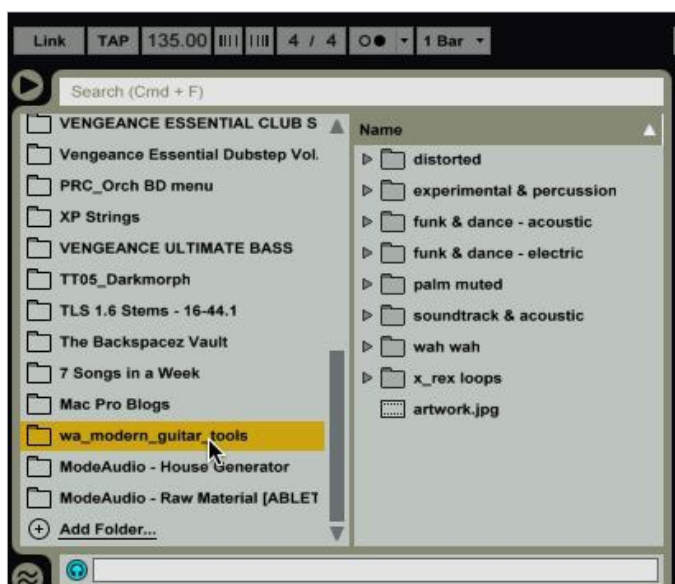 Link TAP 135.00 4 / 4 1 Bar
Search (Cmd + F)
VENGEANCE ESSENTIAL CLUB S
Vengeance Essential Dubstep Vol.
PRC_Orch BD menu
XP Strings
VENGEANCE ULTIMATE BASS
TT05_Darkmorph
TLS 1.6 Stems - 16-44.1
The Backspacez Vault
7 Songs in a Week
Mac Pro Blogs
wa_modern_guitar_tools
ModeAudio - House Generator
ModeAudio - Raw Material [ABLET
Add Folder...
Name
distorted
experimental & percussion
funk & dance - acoustic
funk & dance - electric
palm muted
soundtrack & acoustic
wah wah
x_rex loops
artwork.jpg